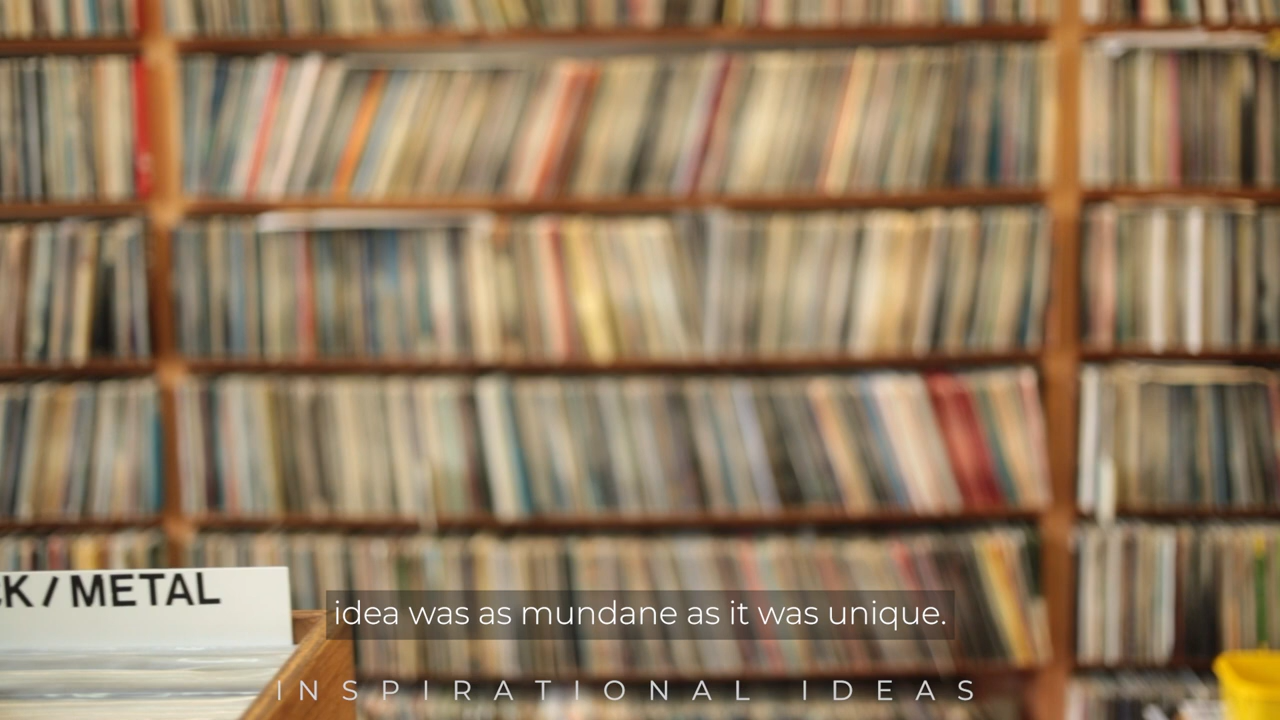 K / METAL
idea was as mundane as it was unique.
INSPIRATIONAL IDEAS